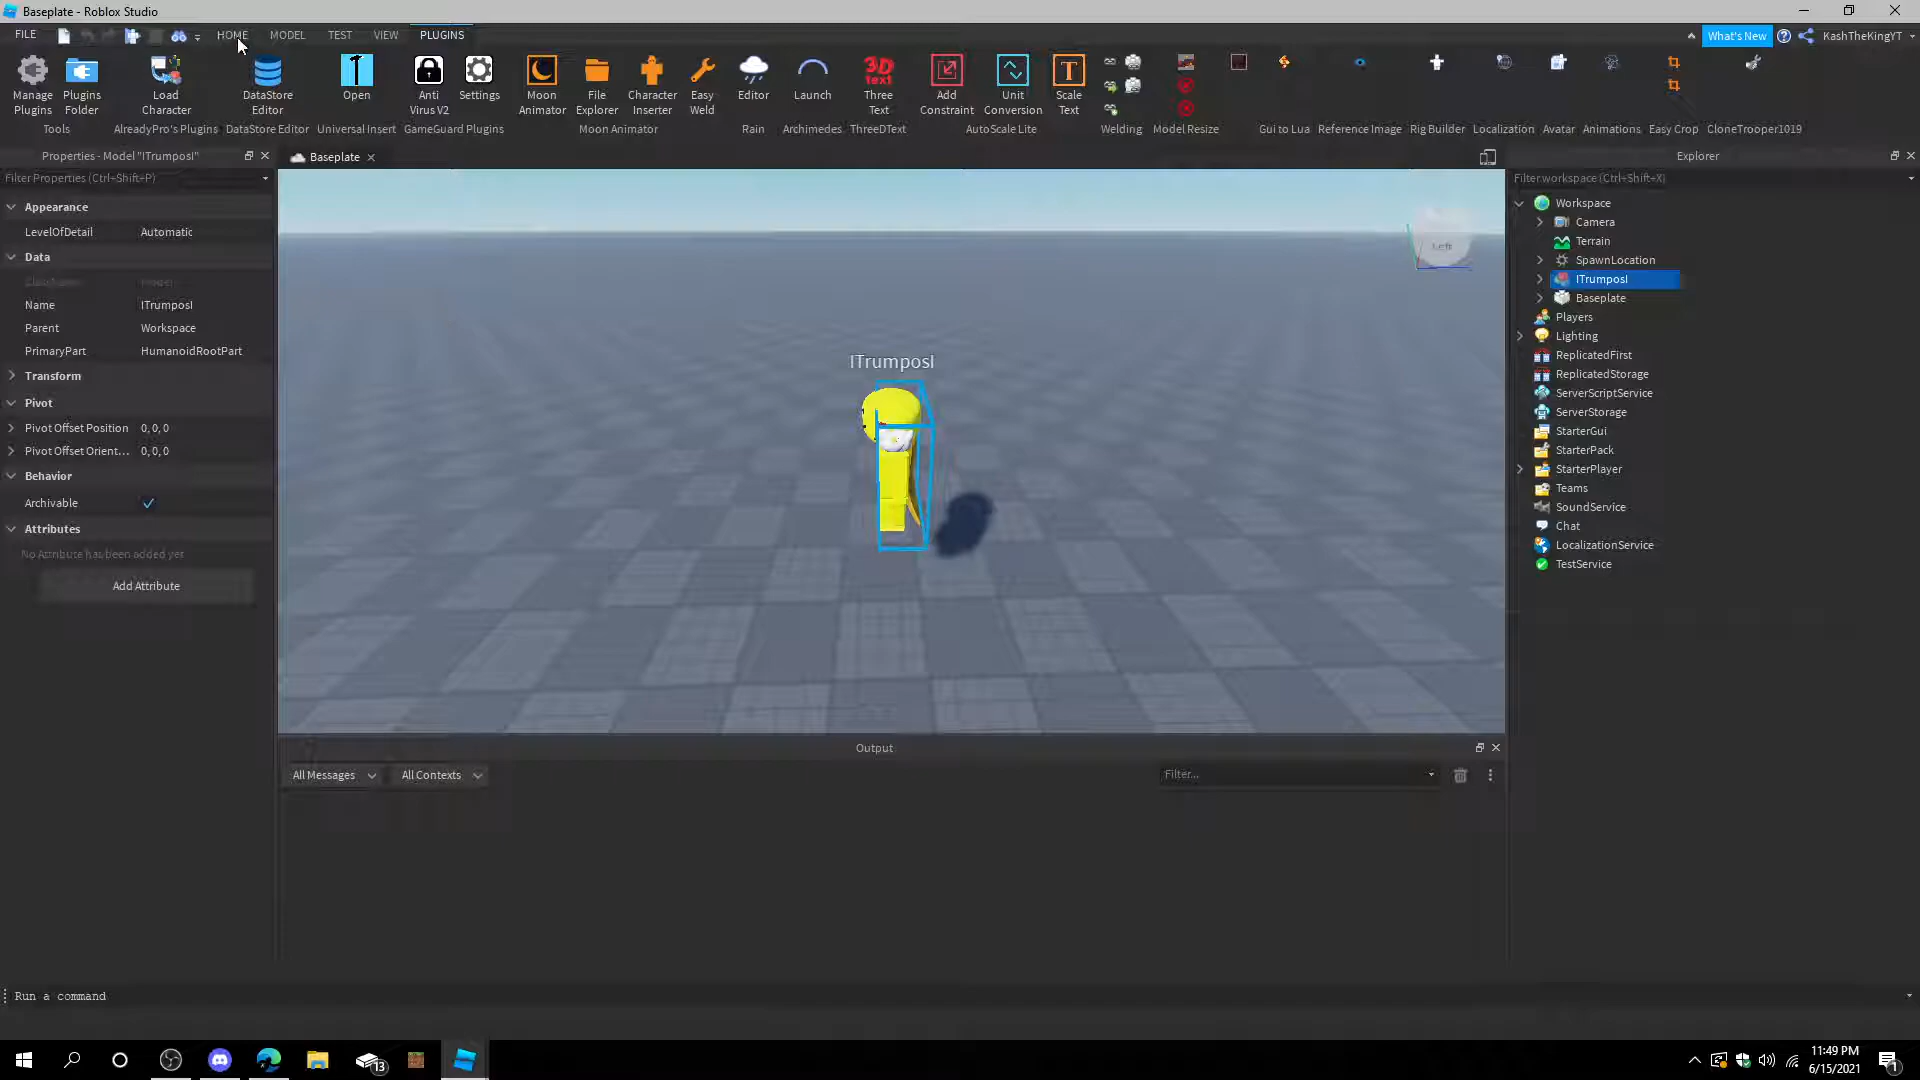 Baseplate - Roblox Studio
FILE HOME MODEL TEST VIEW PLUGINS What's New KashTheKingYT
Manage Plugins
Plugins Folder
Load Character
DataStore Editor
Open
Anti Virus V2
Settings
Moon Animator
File Explorer
Character Inserter
Easy Weld
Editor
Launch
Three Text
Add Constraint
Unit Conversion
Scale Text
Tools AlreadyPro's Plugins DataStore Editor Universal Insert GameGuard Plugins Moon Animator Rain Archimedes ThreeDText AutoScale Lite Welding Model Resize Gui to Lua Reference Image Rig Builder Localization Avatar Animations Easy Crop CloneTrooper1019
Properties - Model "ITrumposI"
Filter Properties (Ctrl+Shift+P)
Appearance
LevelOfDetail Automatic
Data
Name ITrumposI
Parent Workspace
PrimaryPart HumanoidRootPart
Transform
Pivot
Pivot Offset Position 0, 0, 0
Pivot Offset Orient... 0, 0, 0
Behavior
Archivable
Attributes
No Attribute has been added yet
Add Attribute
Baseplate
ITrumposI
Left
Output
All Messages All Contexts Filter...
Explorer
Filter workspace (Ctrl+Shift+X)
Workspace
Camera
Terrain
SpawnLocation
ITrumposI
Baseplate
Players
Lighting
ReplicatedFirst
ReplicatedStorage
ServerScriptService
ServerStorage
StarterGui
StarterPack
StarterPlayer
Teams
SoundService
Chat
LocalizationService
TestService
Run a command
13
11:49 PM
6/15/2021
1